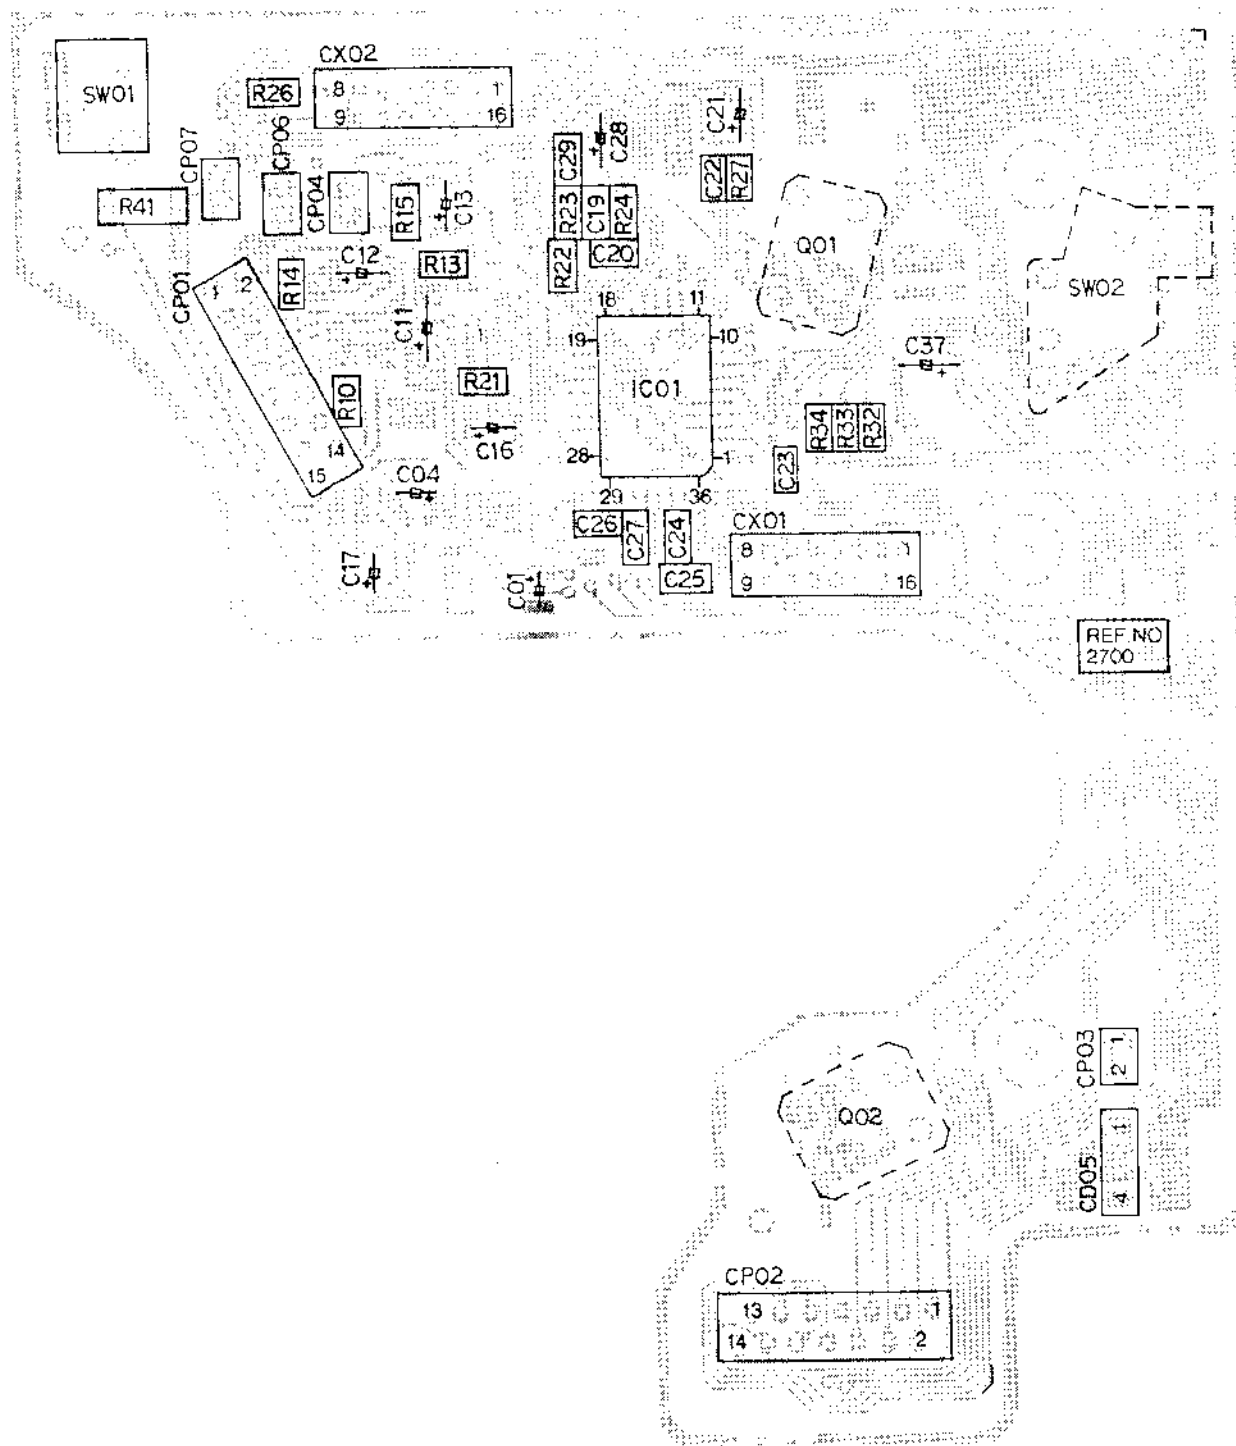 CX02
SW01
R26
8
1
9
16
C21
C28
CP07
CP06
C29
C22
R27
R41
CP04
R15
C13
R23
C19
R24
Q01
C12
R13
R22
C20
SW02
CP01
1
2
R14
18
11
C11
19
10
C37
R21
IC01
R10
R34
R33
R32
14
C16
28
1
C23
15
C04
29
36
C26
C27
C24
CX01
8
1
C17
C01
C25
9
16
REF.NO
2700
CP03
1
2
Q02
1
CD05
4
CP02
13
1
14
2